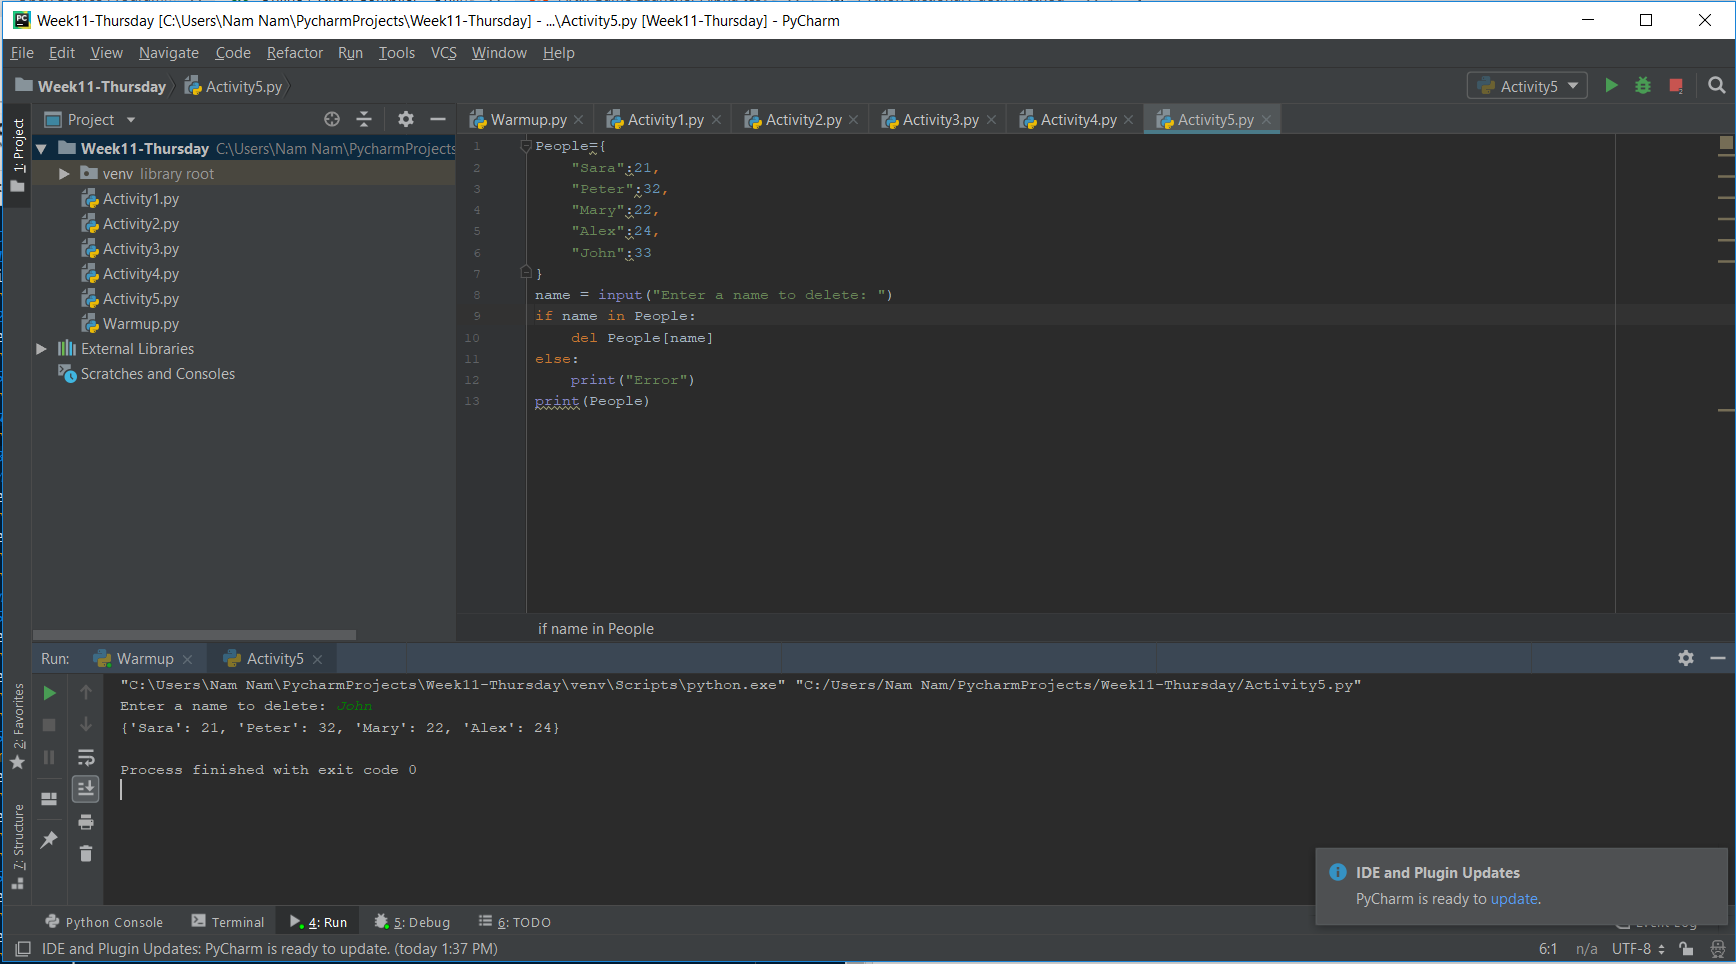 Week11-Thursday [C:\Users\Nam Nam\PycharmProjects\Week11-Thursday] - ...\Activity5.py [Week11-Thursday] - PyCharm
File Edit View Navigate Code Refactor Run Tools VCS Window Help
Week11-Thursday Activity5.py Activity5
1: Project
Project
Week11-Thursday C:\Users\Nam Nam\PycharmProjects
venv library root
Activity1.py
Activity2.py
Activity3.py
Activity4.py
Activity5.py
Warmup.py
External Libraries
Scratches and Consoles
Warmup.py Activity1.py Activity2.py Activity3.py Activity4.py Activity5.py
1 People={
2 "Sara":21,
3 "Peter":32,
4 "Mary":22,
5 "Alex":24,
6 "John":33
7 }
8 name = input("Enter a name to delete: ")
9 if name in People:
10 del People[name]
11 else:
12 print("Error")
13 print(People)
if name in People
Run: Warmup Activity5
2: Favorites
7: Structure
"C:\Users\Nam Nam\PycharmProjects\Week11-Thursday\venv\Scripts\python.exe" "C:/Users/Nam Nam/PycharmProjects/Week11-Thursday/Activity5.py"
Enter a name to delete: John
{'Sara': 21, 'Peter': 32, 'Mary': 22, 'Alex': 24}
Process finished with exit code 0
IDE and Plugin Updates
PyCharm is ready to update.
Python Console Terminal 4: Run 5: Debug 6: TODO
IDE and Plugin Updates: PyCharm is ready to update. (today 1:37 PM)
6:1 n/a UTF-8